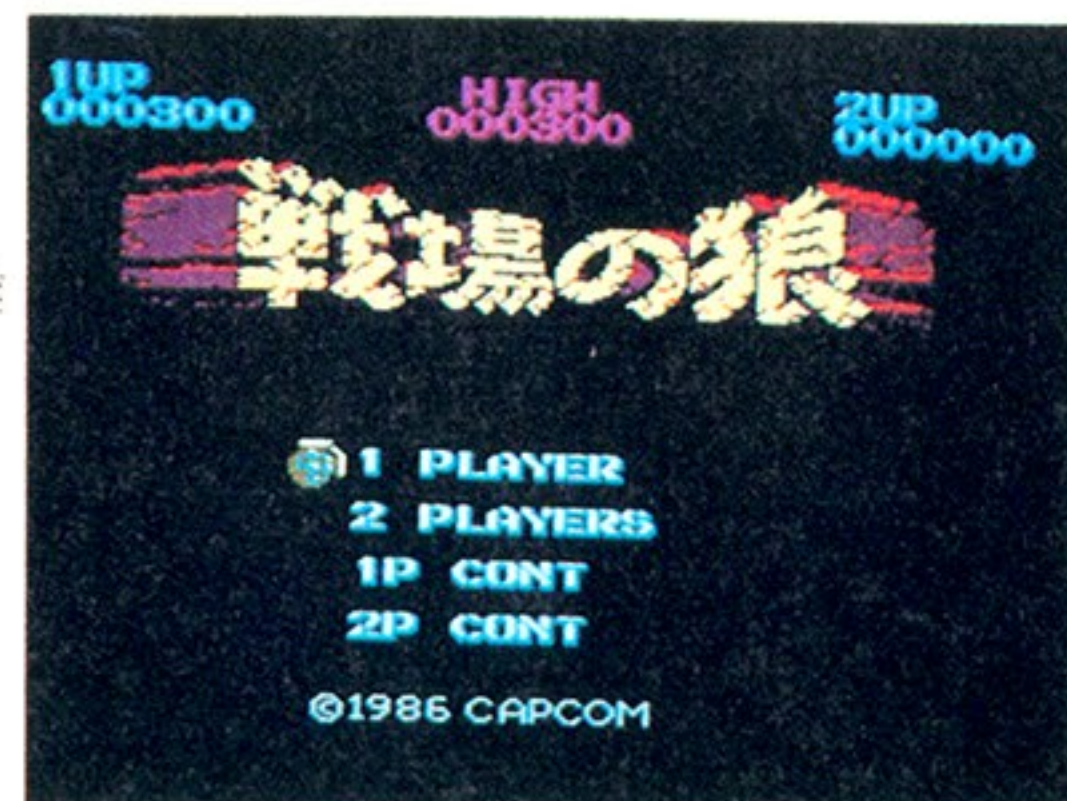 1UP HIGH 2UP
000300 000300 000000
戦場の狼
1 PLAYER
2 PLAYERS
1P CONT
2P CONT
©1986 CAPCOM